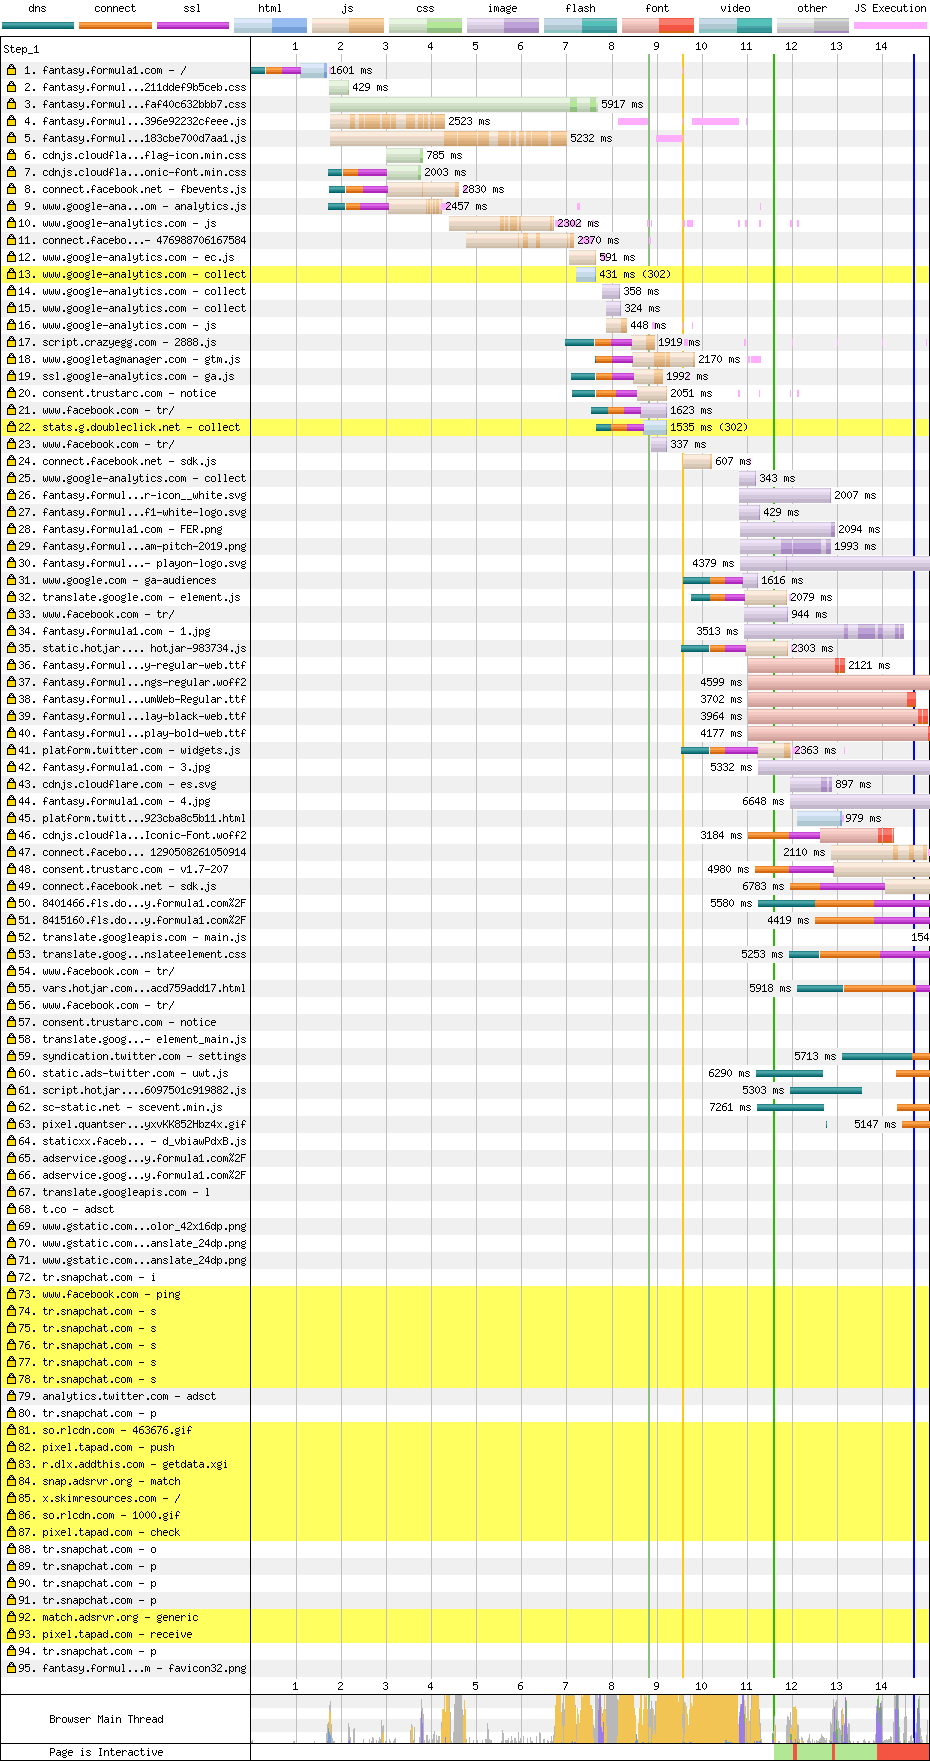 dns connect ssl html js css image flash font video other JS Execution
Step_1 1 2 3 4 5 6 7 8 9 10 11 12 13 14
1. fantasy.formula1.com - / 1601 ms
2. fantasy.formul...211ddef9b5ceb.css 429 ms
3. fantasy.formul...faf40c632bbb7.css 5917 ms
4. fantasy.formul...396e92232cfeee.js 2523 ms
5. fantasy.formul...183cbe700d7aa1.js 5232 ms
6. cdnjs.cloudfla...flag-icon.min.css 785 ms
7. cdnjs.cloudfla...onic-font.min.css 2003 ms
8. connect.facebook.net - fbevents.js 2830 ms
9. www.google-ana...om - analytics.js 2457 ms
10. www.google-analytics.com - js 2302 ms
11. connect.facebo...- 476988706167584 2370 ms
12. www.google-analytics.com - ec.js 591 ms
13. www.google-analytics.com - collect 431 ms (302)
14. www.google-analytics.com - collect 358 ms
15. www.google-analytics.com - collect 324 ms
16. www.google-analytics.com - js 448 ms
17. script.crazyegg.com - 2888.js 1919 ms
18. www.googletagmanager.com - gtm.js 2170 ms
19. ssl.google-analytics.com - ga.js 1992 ms
20. consent.trustarc.com - notice 2051 ms
21. www.facebook.com - tr/ 1623 ms
22. stats.g.doubleclick.net - collect 1535 ms (302)
23. www.facebook.com - tr/ 337 ms
24. connect.facebook.net - sdk.js 607 ms
25. www.google-analytics.com - collect 343 ms
26. fantasy.formul...r-icon__white.svg 2007 ms
27. fantasy.formul...f1-white-logo.svg 429 ms
28. fantasy.formula1.com - FER.png 2094 ms
29. fantasy.formul...am-pitch-2019.png 1993 ms
30. fantasy.formul...- playon-logo.svg 4379 ms
31. www.google.com - ga-audiences 1616 ms
32. translate.google.com - element.js 2079 ms
33. www.facebook.com - tr/ 944 ms
34. fantasy.formula1.com - 1.jpg 3513 ms
35. static.hotjar.... hotjar-983734.js 2303 ms
36. fantasy.formul...y-regular-web.ttf 2121 ms
37. fantasy.formul...ngs-regular.woff2 4599 ms
38. fantasy.formul...umWeb-Regular.ttf 3702 ms
39. fantasy.formul...lay-black-web.ttf 3964 ms
40. fantasy.formul...play-bold-web.ttf 4177 ms
41. platform.twitter.com - widgets.js 2363 ms
42. fantasy.formula1.com - 3.jpg 5332 ms
43. cdnjs.cloudflare.com - es.svg 897 ms
44. fantasy.formula1.com - 4.jpg 6648 ms
45. platform.twitt...923cba8c5b11.html 979 ms
46. cdnjs.cloudfla...Iconic-Font.woff2 3184 ms
47. connect.facebo... 1290508261050914 2110 ms
48. consent.trustarc.com - v1.7-207 4980 ms
49. connect.facebook.net - sdk.js 6783 ms
50. 8401466.fls.do...y.formula1.com%2F 5580 ms
51. 8415160.fls.do...y.formula1.com%2F 4419 ms
52. translate.googleapis.com - main.js 154
53. translate.goog...nslateelement.css 5253 ms
54. www.facebook.com - tr/
55. vars.hotjar.com...acd759add17.html 5918 ms
56. www.facebook.com - tr/
57. consent.trustarc.com - notice
58. translate.goog...- element_main.js
59. syndication.twitter.com - settings 5713 ms
60. static.ads-twitter.com - uwt.js 6290 ms
61. script.hotjar....6097501c919882.js 5303 ms
62. sc-static.net - scevent.min.js 7261 ms
63. pixel.quantser...yxvKK852Hbz4x.gif 5147 ms
64. staticxx.faceb... - d_vbiawPdxB.js
65. adservice.goog...y.formula1.com%2F
66. adservice.goog...y.formula1.com%2F
67. translate.googleapis.com - l
68. t.co - adsct
69. www.gstatic.com...olor_42x16dp.png
70. www.gstatic.com...anslate_24dp.png
71. www.gstatic.com...anslate_24dp.png
72. tr.snapchat.com - i
73. www.facebook.com - ping
74. tr.snapchat.com - s
75. tr.snapchat.com - s
76. tr.snapchat.com - s
77. tr.snapchat.com - s
78. tr.snapchat.com - s
79. analytics.twitter.com - adsct
80. tr.snapchat.com - p
81. so.rlcdn.com - 463676.gif
82. pixel.tapad.com - push
83. r.dlx.addthis.com - getdata.xgi
84. snap.adsrvr.org - match
85. x.skimresources.com - /
86. so.rlcdn.com - 1000.gif
87. pixel.tapad.com - check
88. tr.snapchat.com - o
89. tr.snapchat.com - p
90. tr.snapchat.com - p
91. tr.snapchat.com - p
92. match.adsrvr.org - generic
93. pixel.tapad.com - receive
94. tr.snapchat.com - p
95. fantasy.formul...m - favicon32.png
1 2 3 4 5 6 7 8 9 10 11 12 13 14
Browser Main Thread
Page is Interactive